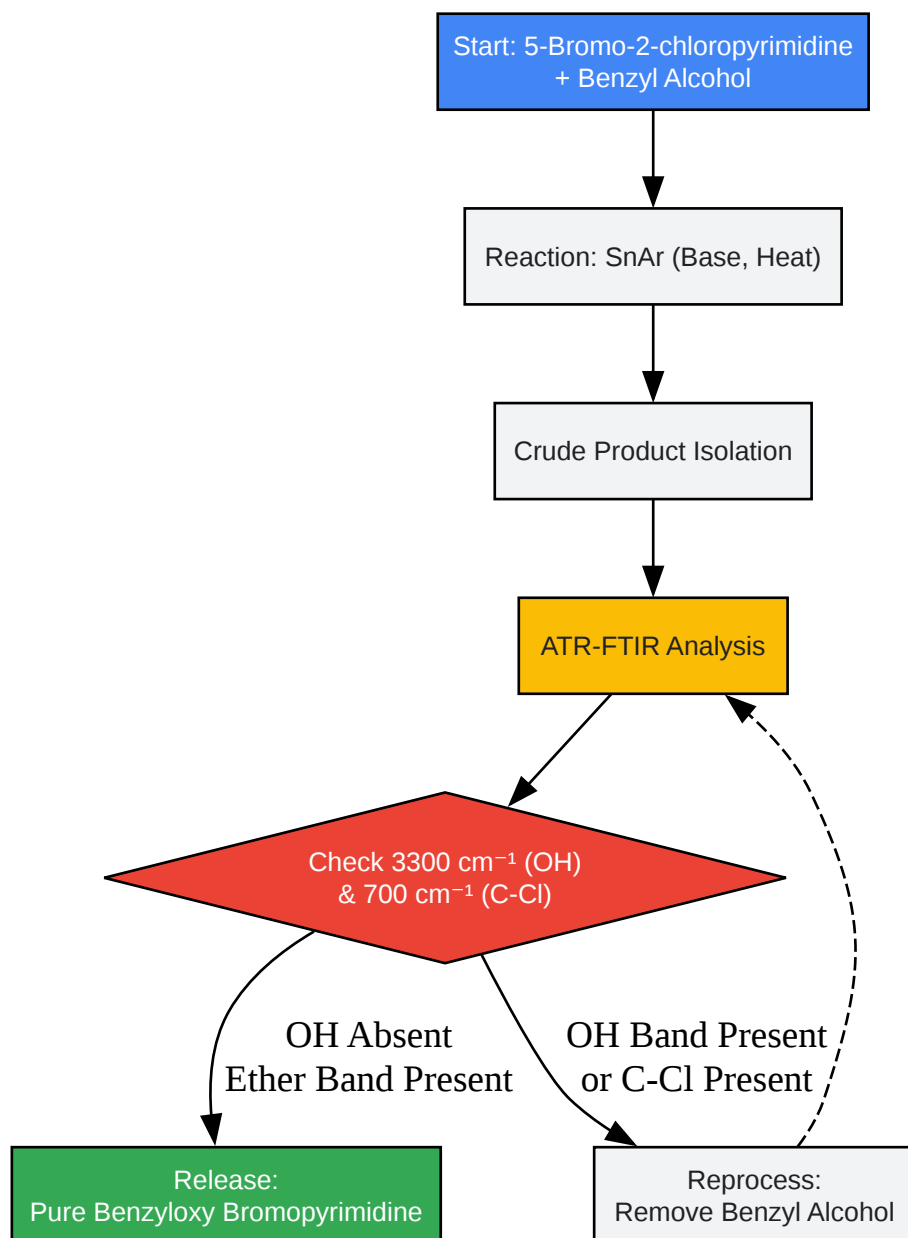 Start: 5-Bromo-2-chloropyrimidine
+ Benzyl Alcohol
Reaction: SnAr (Base, Heat)
Crude Product Isolation
ATR-FTIR Analysis
Check 3300 cm⁻¹ (OH)
& 700 cm⁻¹ (C-Cl)
OH Absent
Ether Band Present
OH Band Present
or C-Cl Present
Release:
Pure Benzyloxy Bromopyrimidine
Reprocess:
Remove Benzyl Alcohol